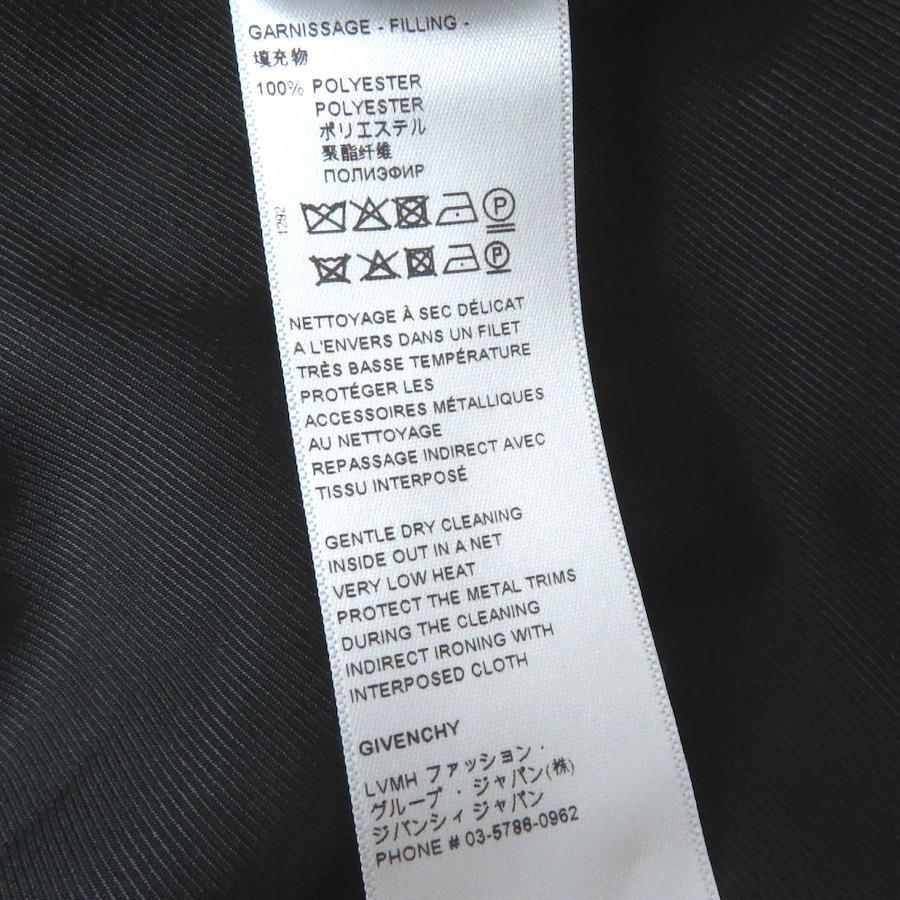 GARNISSAGE - FILLING -
填充物
100% POLYESTER
POLYESTER
ポリエステル
聚酯纤维
ПОЛИЭФИР
1292
P
P
NETTOYAGE À SEC DÉLICAT
A L'ENVERS DANS UN FILET
TRÈS BASSE TEMPÉRATURE
PROTÉGER LES
ACCESSOIRES MÉTALLIQUES
AU NETTOYAGE
REPASSAGE INDIRECT AVEC
TISSU INTERPOSÉ
GENTLE DRY CLEANING
INSIDE OUT IN A NET
VERY LOW HEAT
PROTECT THE METAL TRIMS
DURING THE CLEANING
INDIRECT IRONING WITH
INTERPOSED CLOTH
GIVENCHY
LVMH ファッション・
グループ・ジャパン(株)
ジバンシィ ジャパン
PHONE # 03-5786-0962